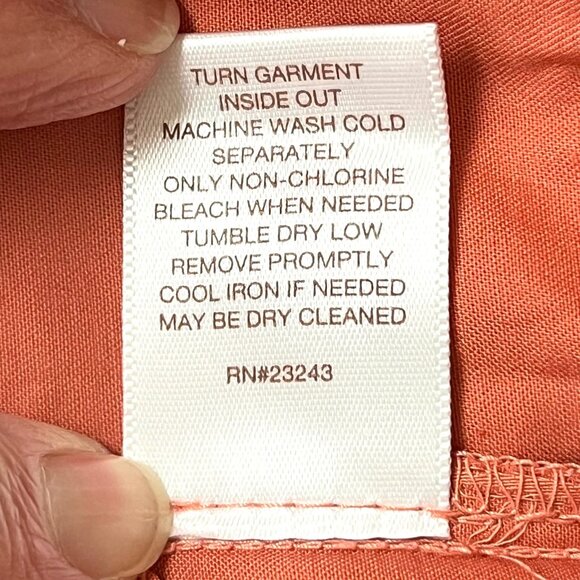 TURN GARMENT
INSIDE OUT
MACHINE WASH COLD
SEPARATELY
ONLY NON-CHLORINE
BLEACH WHEN NEEDED
TUMBLE DRY LOW
REMOVE PROMPTLY
COOL IRON IF NEEDED
MAY BE DRY CLEANED
RN#23243